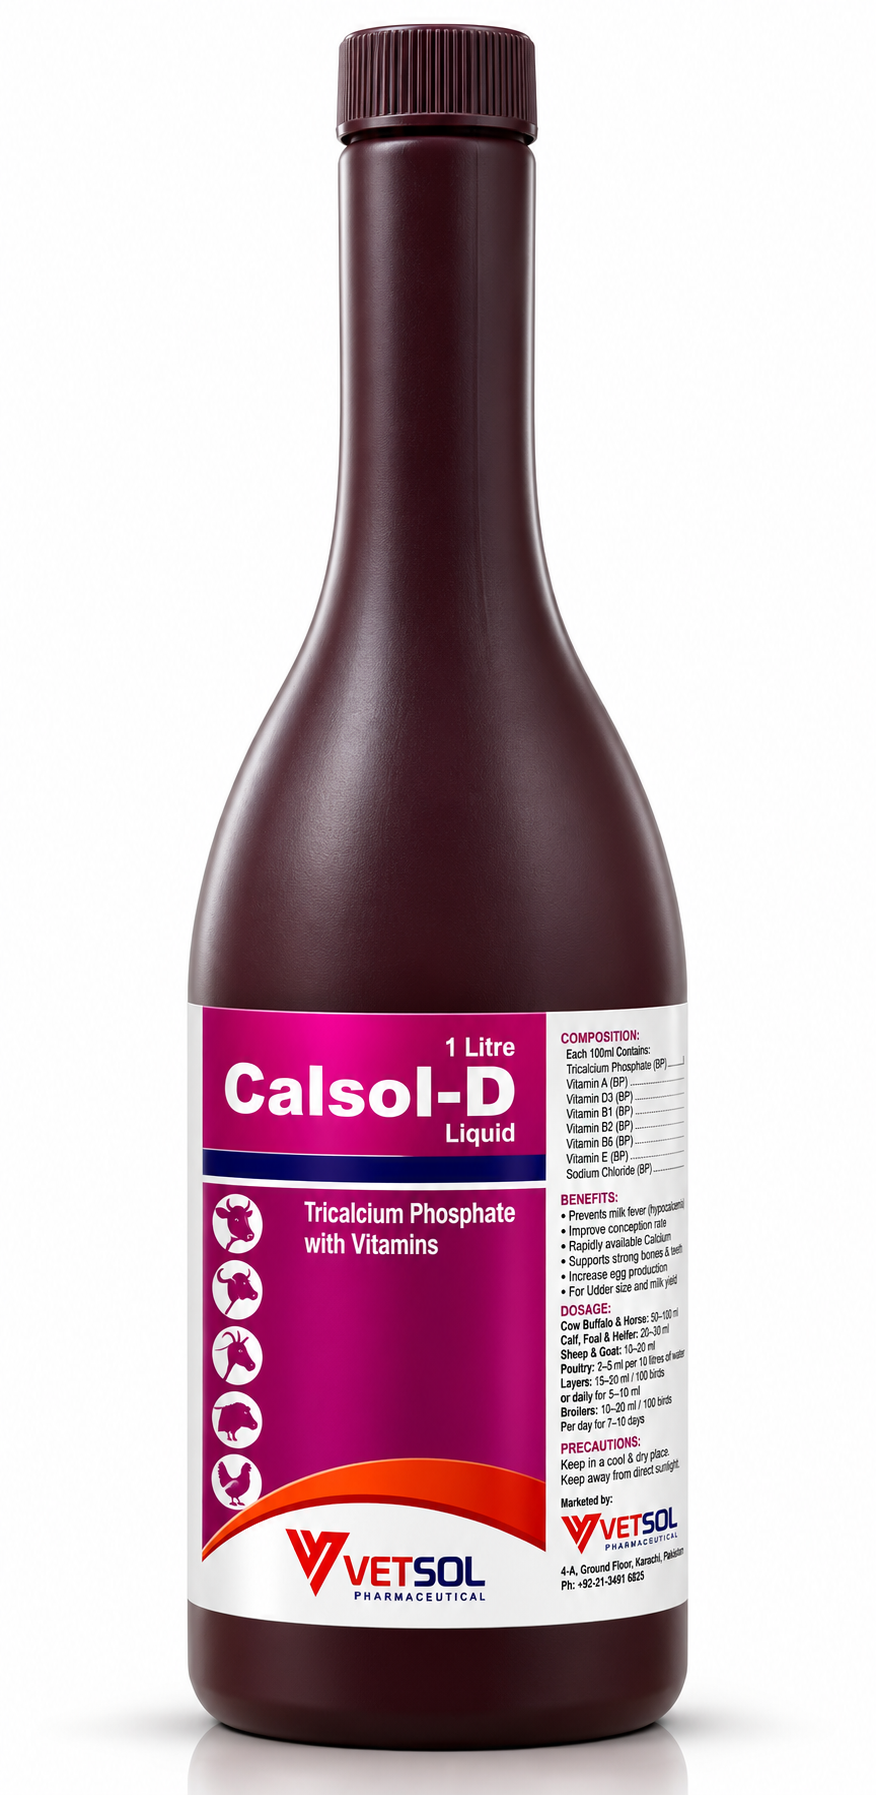 1 Litre
Calsol-D
Liquid
Tricalcium Phosphate
with Vitamins
VETSOL
PHARMACEUTICAL
COMPOSITION:
Each 100ml Contains:
Tricalcium Phosphate (BP)
Vitamin A (BP)
Vitamin D3 (BP)
Vitamin B1 (BP)
Vitamin B2 (BP)
Vitamin B6 (BP)
Vitamin E (BP)
Sodium Chloride (BP)
BENEFITS:
• Prevents milk fever (hypocalcemia)
• Improve conception rate
• Rapidly available Calcium
• Supports strong bones & teeth
• Increase egg production
• For Udder size and milk yield
DOSAGE:
Cow Buffalo & Horse: 50–100 ml
Calf, Foal & Heifer: 20–30 ml
Sheep & Goat: 10–20 ml
Poultry: 2–5 ml per 10 litres of water
Layers: 15–20 ml / 100 birds
or daily for 5–10 ml
Broilers: 10–20 ml / 100 birds
Per day for 7–10 days
PRECAUTIONS:
Keep in a cool & dry place.
Keep away from direct sunlight.
Marketed by:
VETSOL
PHARMACEUTICAL
4-A, Ground Floor, Karachi, Pakistan
Ph: +92-21-3491 6825